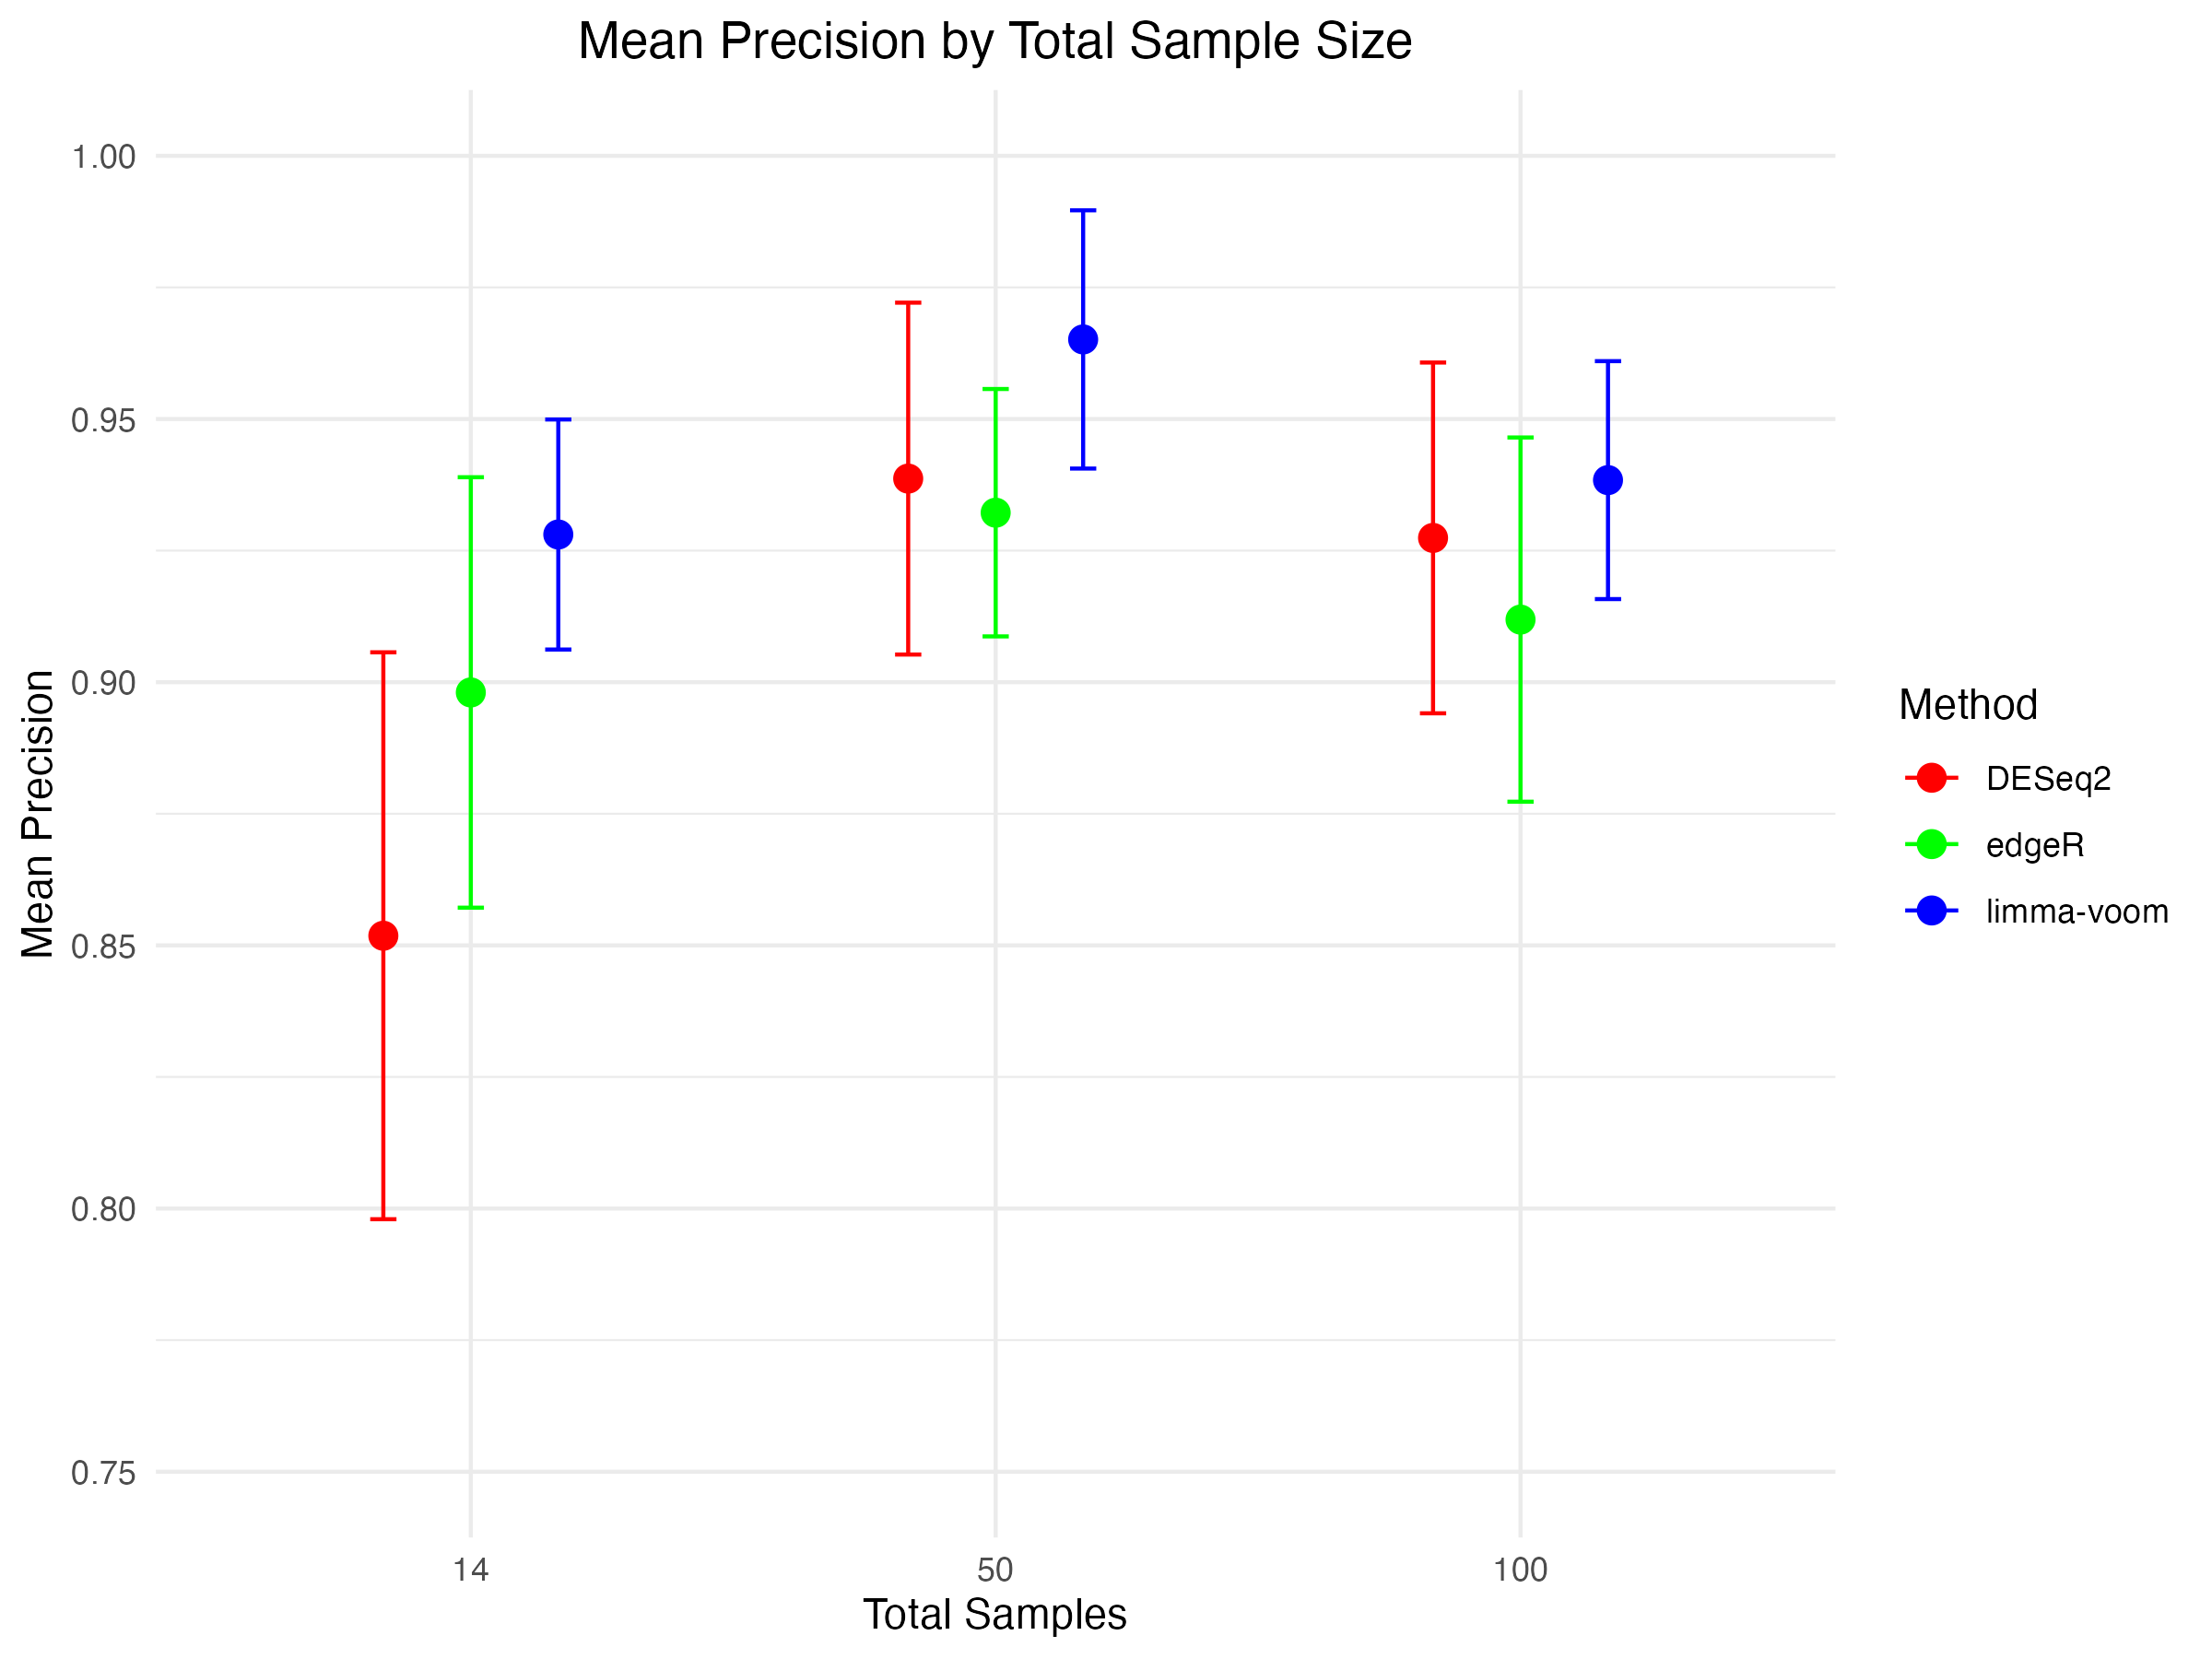 Mean Precision by Total Sample Size
Mean Precision
1.00
0.95
0.90
0.85
0.80
0.75
14
50
100
Total Samples
Method
DESeq2
edgeR
limma-voom